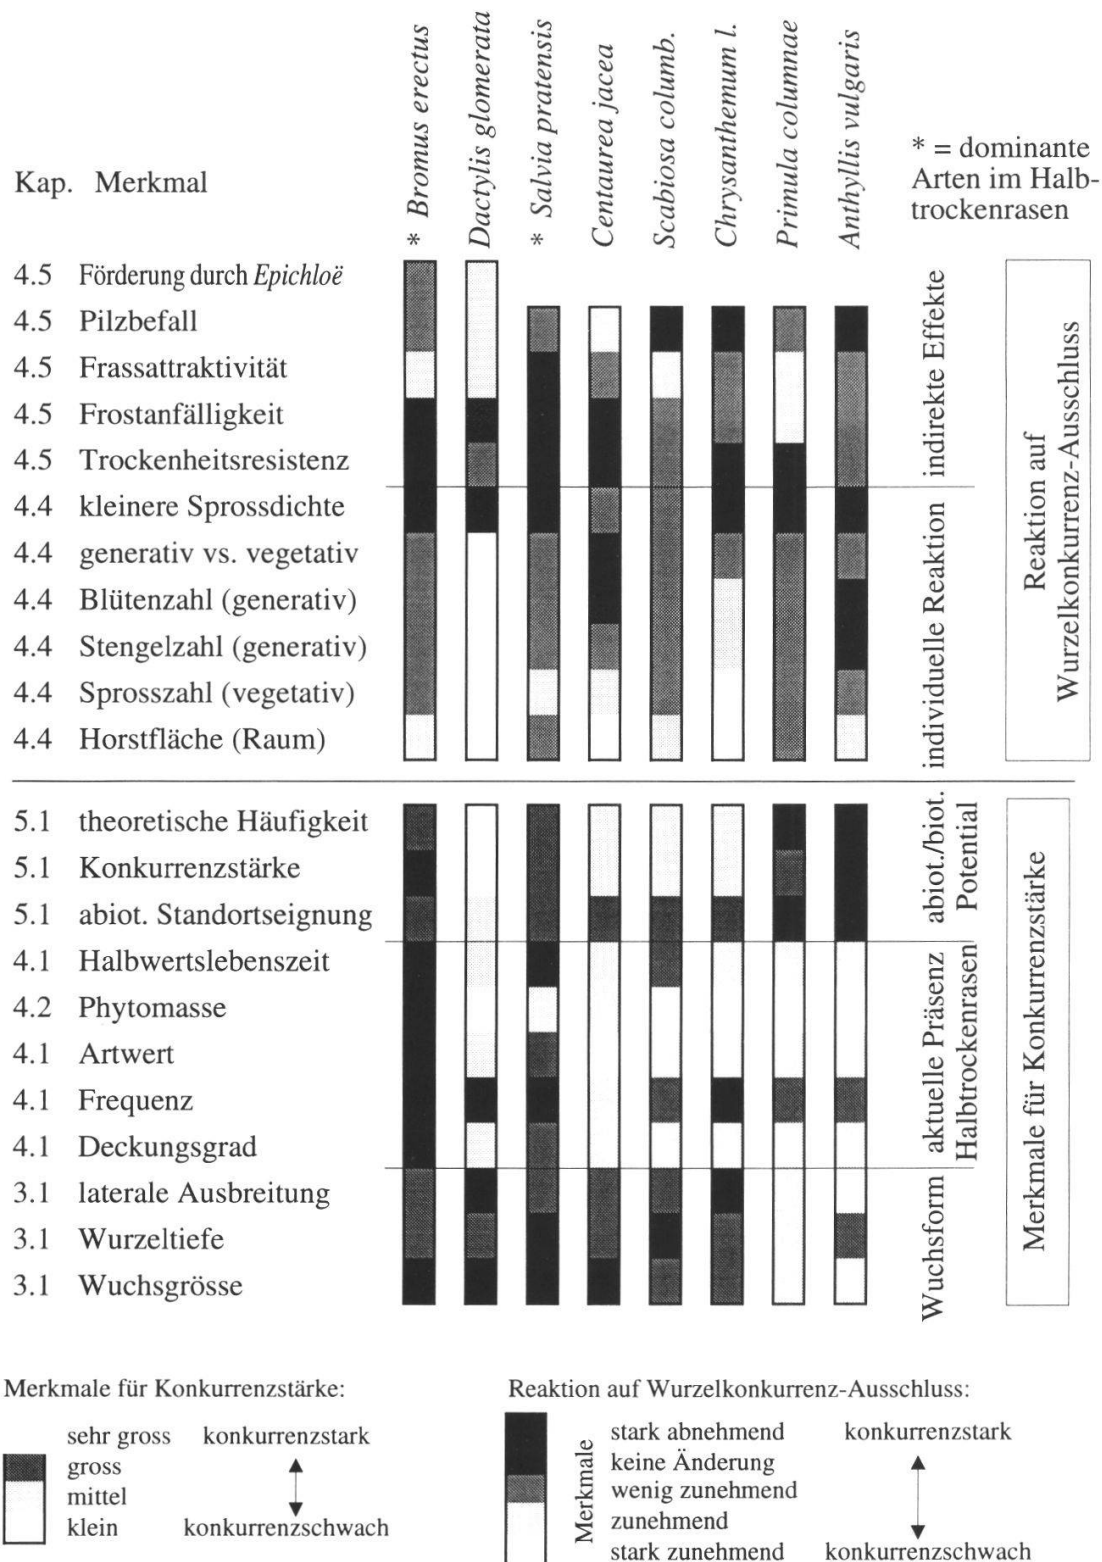 Kap. Merkmal
* Bromus erectus
Dactylis glomerata
* Salvia pratensis
Centaurea jacea
Scabiosa columb.
Chrysanthemum l.
Primula columnae
Anthyllis vulgaris
* = dominante
Arten im Halb-
trockenrasen
4.5 Förderung durch Epichloë
4.5 Pilzbefall
4.5 Frassattraktivität
4.5 Frostanfälligkeit
4.5 Trockenheitsresistenz
4.4 kleinere Sprossdichte
4.4 generativ vs. vegetativ
4.4 Blütenzahl (generativ)
4.4 Stengelzahl (generativ)
4.4 Sprosszahl (vegetativ)
4.4 Horstfläche (Raum)
indirekte Effekte
individuelle Reaktion
Reaktion auf
Wurzelkonkurrenz-Ausschluss
5.1 theoretische Häufigkeit
5.1 Konkurrenzstärke
5.1 abiot. Standortseignung
4.1 Halbwertslebenszeit
4.2 Phytomasse
4.1 Artwert
4.1 Frequenz
4.1 Deckungsgrad
3.1 laterale Ausbreitung
3.1 Wurzeltiefe
3.1 Wuchsgrösse
abiot./biot.
Potential
aktuelle Präsenz
Halbtrockenrasen
Wuchsform
Merkmale für Konkurrenzstärke
Merkmale für Konkurrenzstärke:
sehr gross konkurrenzstark
gross
mittel
klein konkurrenzschwach
Reaktion auf Wurzelkonkurrenz-Ausschluss:
Merkmale
stark abnehmend konkurrenzstark
keine Änderung
wenig zunehmend
zunehmend
stark zunehmend konkurrenzschwach